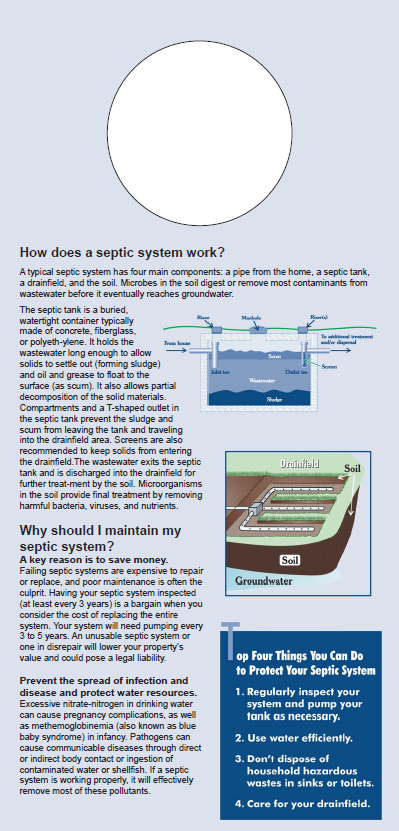 How does a septic system work?
A typical septic system has four main components: a pipe from the home, a septic tank,
a drainfield, and the soil. Microbes in the soil digest or remove most contaminants from
wastewater before it eventually reaches groundwater.
The septic tank is a buried,
watertight container typically
made of concrete, fiberglass,
or polyeth-ylene. It holds the
wastewater long enough to allow
solids to settle out (forming sludge)
and oil and grease to float to the
surface (as scum). It also allows partial
decomposition of the solid materials.
Compartments and a T-shaped outlet in
the septic tank prevent the sludge and
scum from leaving the tank and traveling
into the drainfield area. Screens are also
recommended to keep solids from entering
the drainfield.The wastewater exits the septic
tank and is discharged into the drainfield for
further treat-ment by the soil. Microorganisms
in the soil provide final treatment by removing
harmful bacteria, viruses, and nutrients.
Riser
Manhole
Riser(s)
From house
To additional treatment
and/or dispersal
Scum
Inlet tee
Outlet tee
Screen
Wastewater
Sludge
Drainfield
Soil
Soil
Groundwater
Why should I maintain my
septic system?
A key reason is to save money.
Failing septic systems are expensive to repair
or replace, and poor maintenance is often the
culprit. Having your septic system inspected
(at least every 3 years) is a bargain when you
consider the cost of replacing the entire
system. Your system will need pumping every
3 to 5 years. An unusable septic system or
one in disrepair will lower your property's
value and could pose a legal liability.
Prevent the spread of infection and
disease and protect water resources.
Excessive nitrate-nitrogen in drinking water
can cause pregnancy complications, as well
as methemoglobinemia (also known as blue
baby syndrome) in infancy. Pathogens can
cause communicable diseases through direct
or indirect body contact or ingestion of
contaminated water or shellfish. If a septic
system is working properly, it will effectively
remove most of these pollutants.
Top Four Things You Can Do
to Protect Your Septic System
1. Regularly inspect your
system and pump your
tank as necessary.
2. Use water efficiently.
3. Don't dispose of
household hazardous
wastes in sinks or toilets.
4. Care for your drainfield.